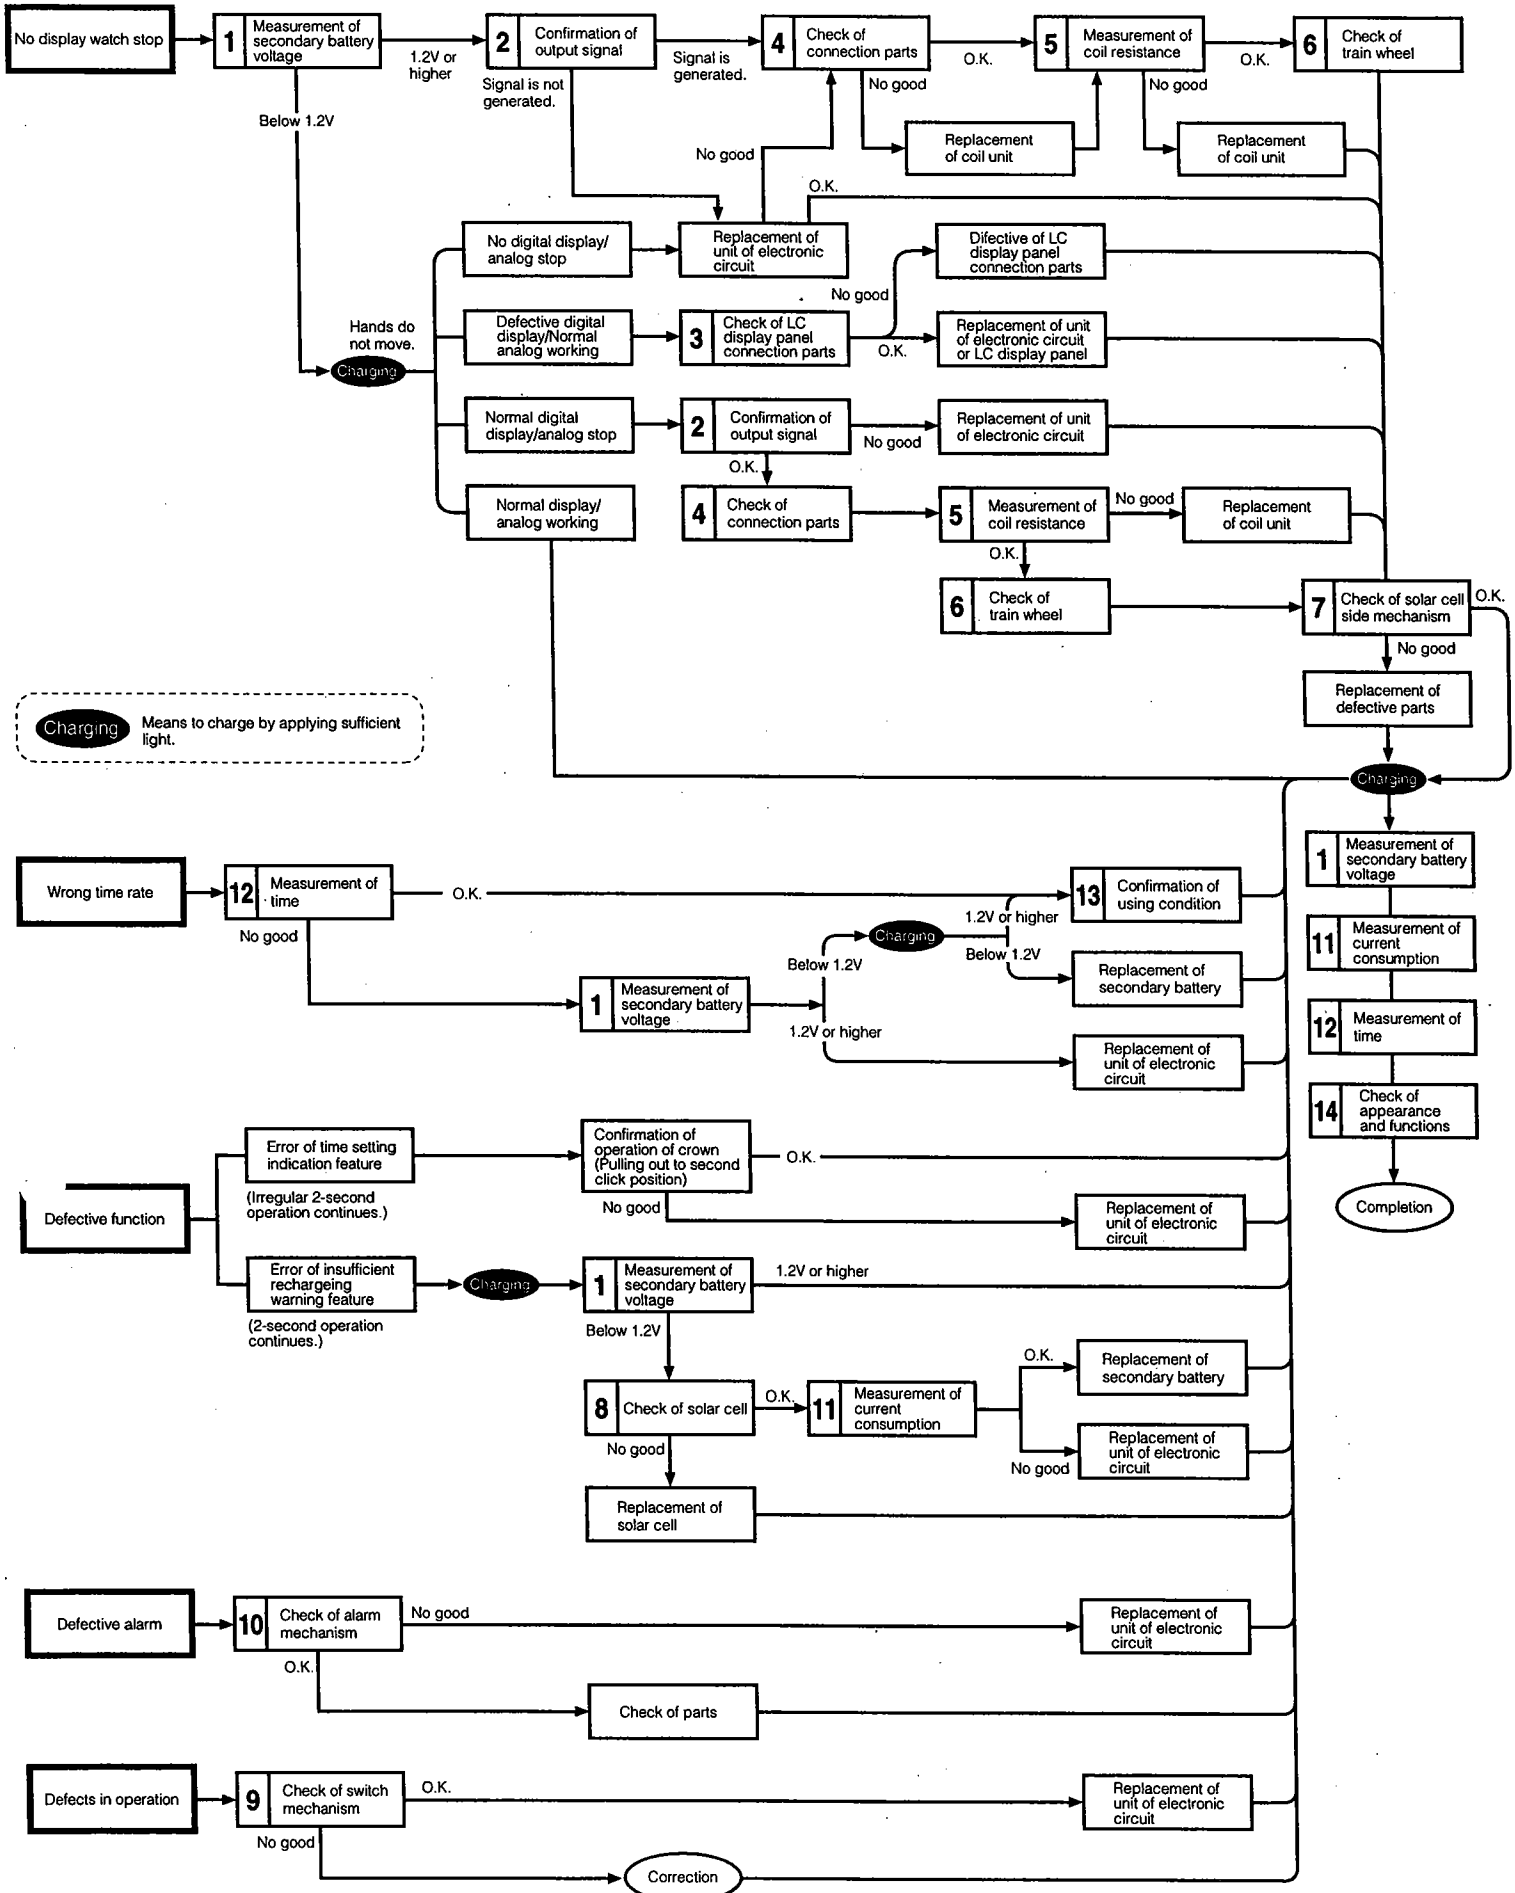 No display watch stop
1
Measurement of
secondary battery
voltage
1.2V or
higher
2
Confirmation of
output signal
Signal is
generated.
4
Check of
connection parts
O.K.
5
Measurement of
coil resistance
O.K.
6
Check of
train wheel
Signal is not
generated.
Below 1.2V
No good
Replacement
of coil unit
No good
Replacement
of coil unit
No good
O.K.
No digital display/
analog stop
Replacement of
unit of electronic
circuit
Difective of LC
display panel
connection parts
No good
Hands do
not move.
Charging
Defective digital
display/Normal
analog working
3
Check of LC
display panel
connection parts
O.K.
Replacement of unit
of electronic circuit
or LC display panel
Normal digital
display/analog stop
2
Confirmation of
output signal
No good
Replacement of unit
of electronic circuit
O.K.
Normal display/
analog working
4
Check of
connection parts
5
Measurement of
coil resistance
No good
Replacement
of coil unit
O.K.
6
Check of
train wheel
7
Check of solar cell
side mechanism
O.K.
No good
Replacement of
defective parts
Charging
Means to charge by applying sufficient
light.
Charging
1
Measurement of
secondary battery
voltage
11
Measurement of
current
consumption
12
Measurement of
time
14
Check of
appearance
and functions
Completion
Wrong time rate
12
Measurement of
time
O.K.
13
Confirmation of
using condition
No good
1.2V or higher
Charging
Below 1.2V
Below 1.2V
Replacement of
secondary battery
1
Measurement of
secondary battery
voltage
1.2V or higher
Replacement of
unit of electronic
circuit
Defective function
Error of time setting
indication feature
(Irregular 2-second
operation continues.)
Confirmation of
operation of crown
(Pulling out to second
click position)
O.K.
No good
Replacement of
unit of electronic
circuit
Error of insufficient
rechargeing
warning feature
(2-second operation
continues.)
Charging
1
Measurement of
secondary battery
voltage
1.2V or higher
Below 1.2V
8
Check of solar cell
O.K.
11
Measurement of
current
consumption
O.K.
Replacement of
secondary battery
No good
Replacement of
unit of electronic
circuit
No good
Replacement of
solar cell
Defective alarm
10
Check of alarm
mechanism
No good
Replacement of
unit of electronic
circuit
O.K.
Check of parts
Defects in operation
9
Check of switch
mechanism
O.K.
Replacement of
unit of electronic
circuit
No good
Correction